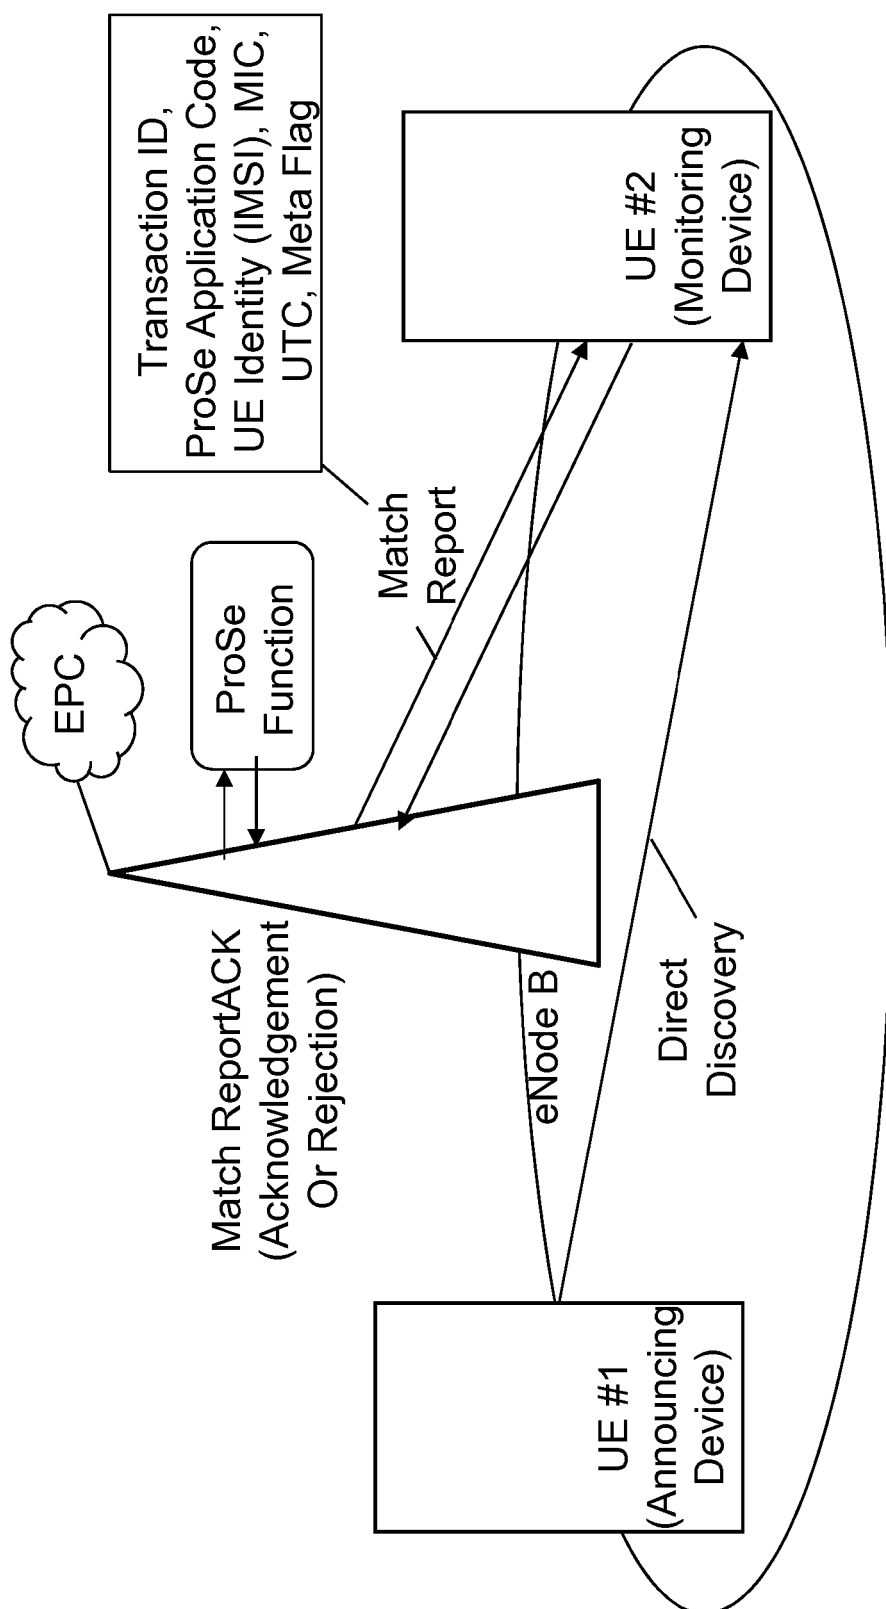 EPC
Transaction ID,
ProSe Application Code,
UE Identity (IMSI), MIC,
UTC, Meta Flag
ProSe
Function
Match ReportACK
(Acknowledgement
Or Rejection)
Match
Report
eNode B
UE #1
(Announcing
Device)
Direct
Discovery
UE #2
(Monitoring
Device)